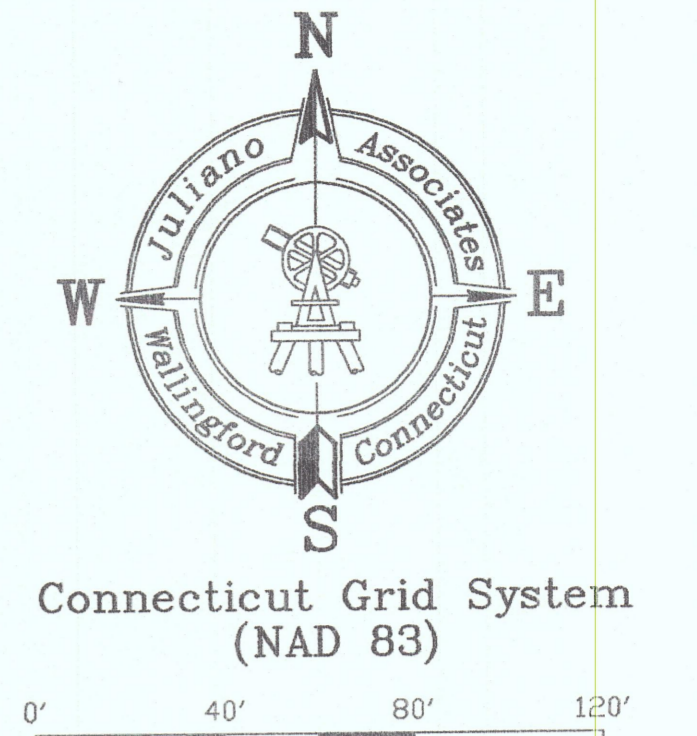 N
Juliano Associates
W E
Wallingford Connecticut
S
Connecticut Grid System
(NAD 83)
0' 40' 80' 120'